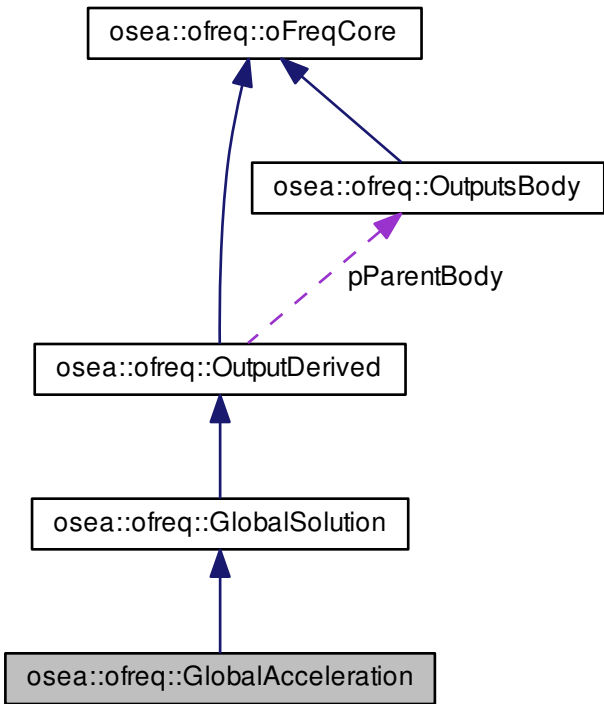 osea::ofreq::oFreqCore
osea::ofreq::OutputsBody
pParentBody
osea::ofreq::OutputDerived
osea::ofreq::GlobalSolution
osea::ofreq::GlobalAcceleration